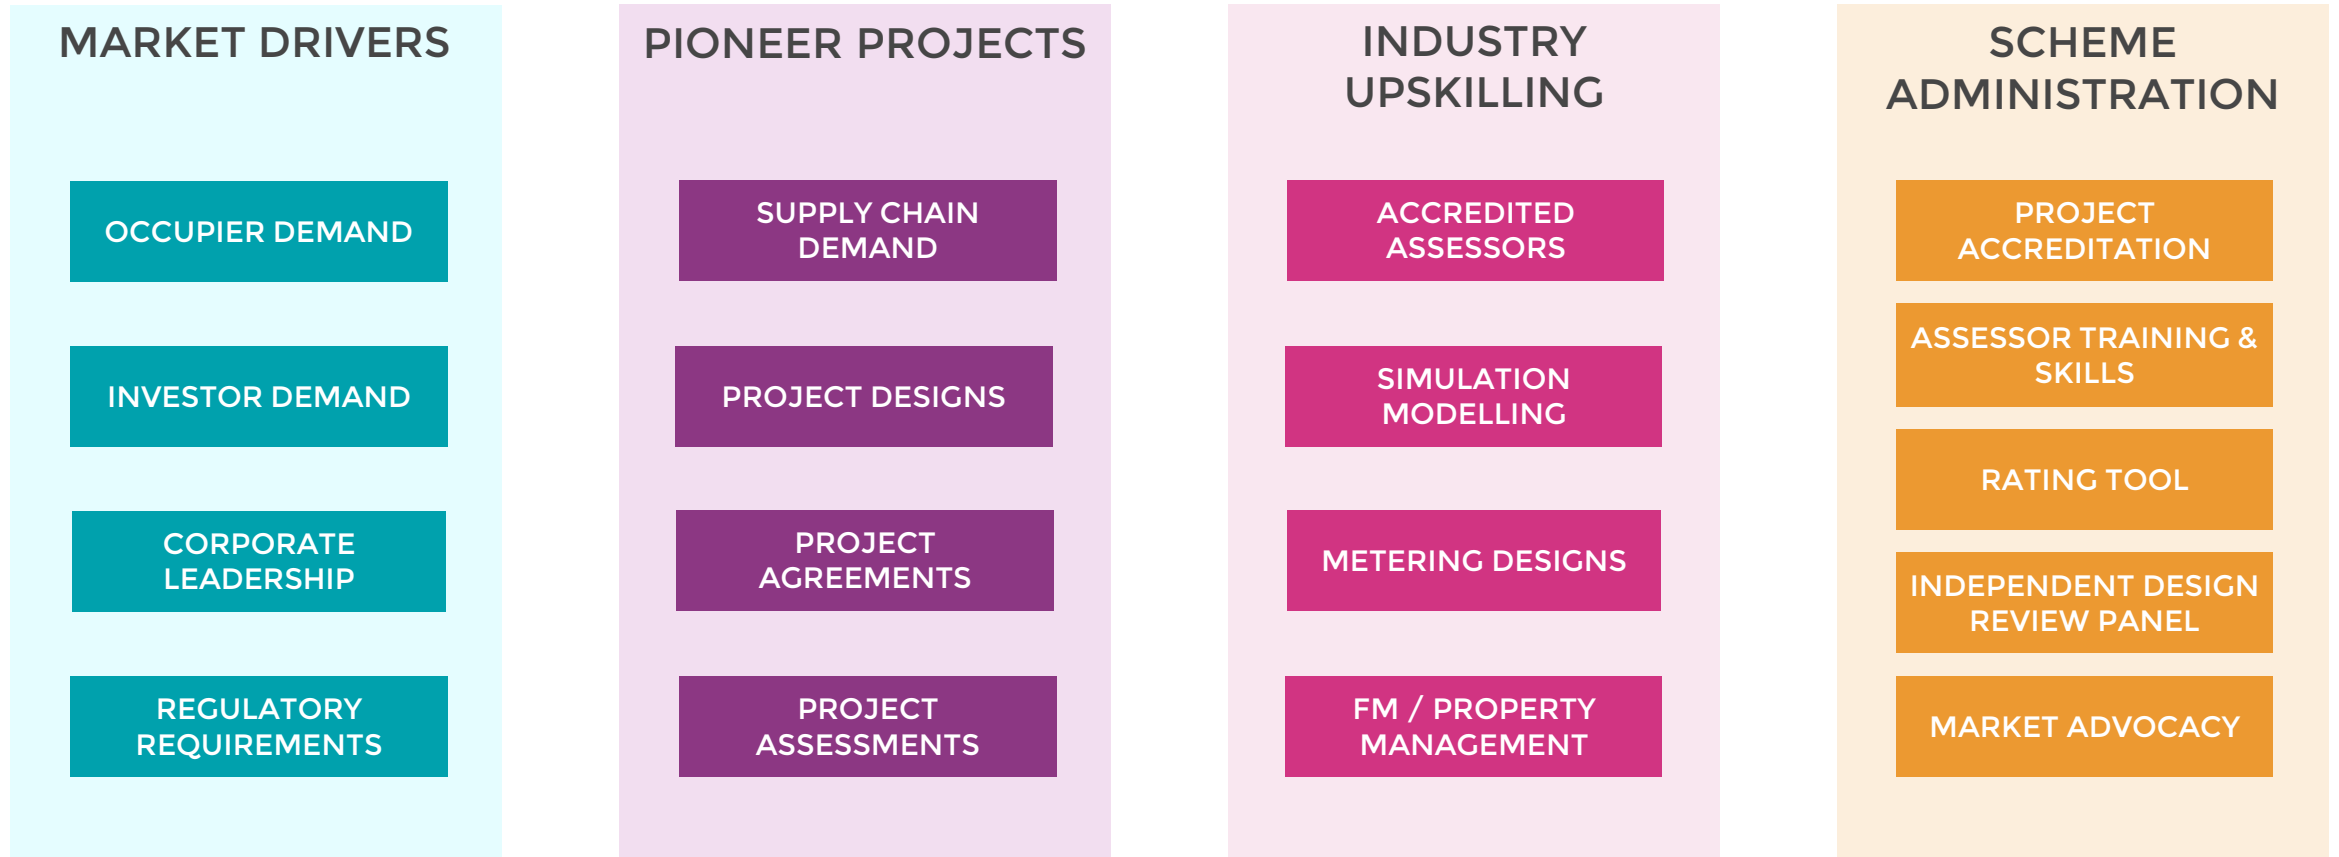 MARKET DRIVERS
OCCUPIER DEMAND
INVESTOR DEMAND
CORPORATE
LEADERSHIP
REGULATORY
REQUIREMENTS
PIONEER PROJECTS
SUPPLY CHAIN
DEMAND
PROJECT DESIGNS
PROJECT
AGREEMENTS
PROJECT
ASSESSMENTS
INDUSTRY
UPSKILLING
ACCREDITED
ASSESSORS
SIMULATION
MODELLING
METERING DESIGNS
FM / PROPERTY
MANAGEMENT
SCHEME
ADMINISTRATION
PROJECT
ACCREDITATION
ASSESSOR TRAINING &
SKILLS
RATING TOOL
INDEPENDENT DESIGN
REVIEW PANEL
MARKET ADVOCACY